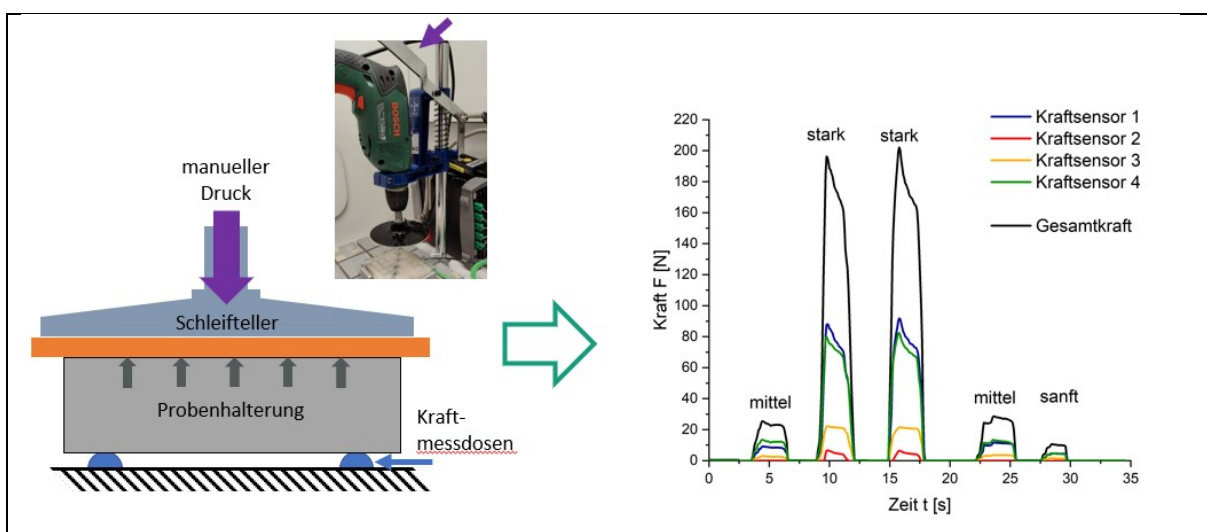 manueller
Druck
Schleifteller
Probenhalterung
Kraft-
messdosen
BOSCH
Kraft F [N]
220
200
180
160
140
120
100
80
60
40
20
0
stark
stark
mittel
mittel
sanft
Kraftsensor 1
Kraftsensor 2
Kraftsensor 3
Kraftsensor 4
Gesamtkraft
0
5
10
15
20
25
30
35
Zeit t [s]